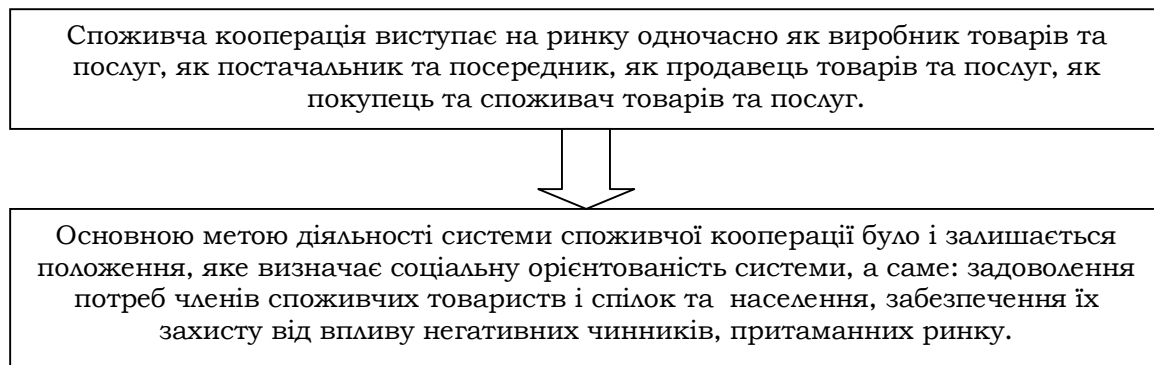 Споживча кооперація виступає на ринку одночасно як виробник товарів та
послуг, як постачальник та посередник, як продавець товарів та послуг, як
покупець та споживач товарів та послуг.
Основною метою діяльності системи споживчої кооперації було і залишається
положення, яке визначає соціальну орієнтованість системи, а саме: задоволення
потреб членів споживчих товариств і спілок та населення, забезпечення їх
захисту від впливу негативних чинників, притаманних ринку.